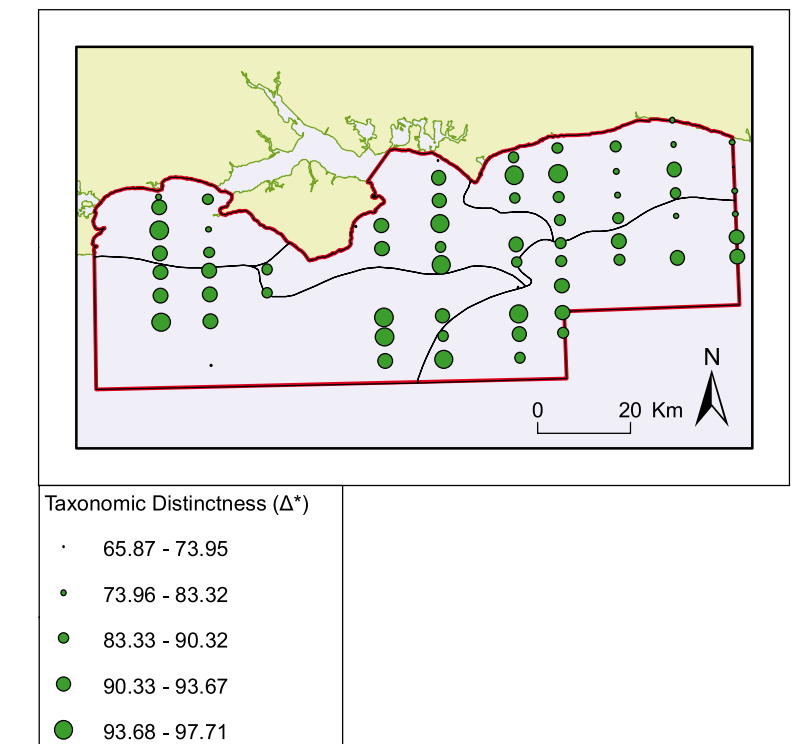 N
0 20 Km
Taxonomic Distinctness (Δ*)
65.87 - 73.95
73.96 - 83.32
83.33 - 90.32
90.33 - 93.67
93.68 - 97.71